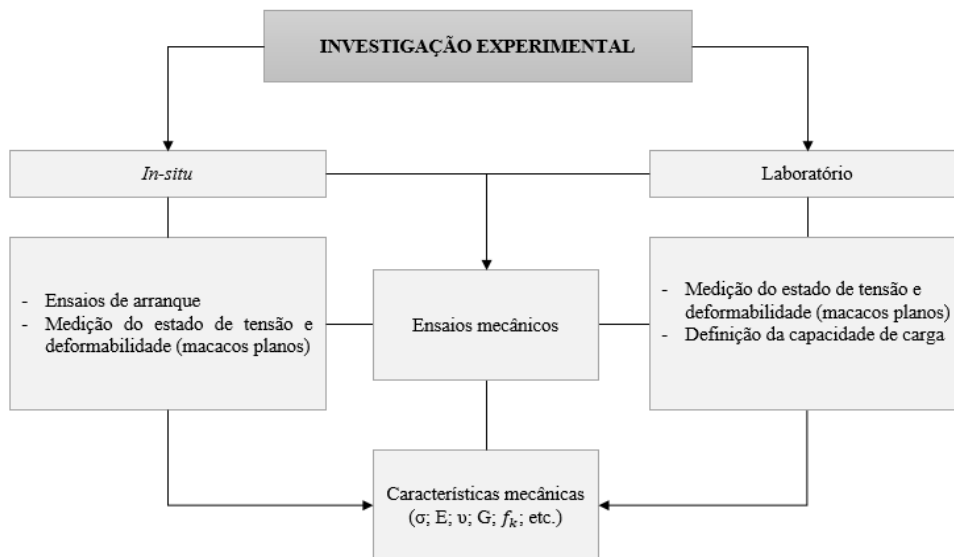 INVESTIGAÇÃO EXPERIMENTAL
In-situ
Laboratório
- Ensaios de arranque
- Medição do estado de tensão e
deformabilidade (macacos planos)
Ensaios mecânicos
- Medição do estado de tensão e
deformabilidade (macacos planos)
- Definição da capacidade de carga
Características mecânicas
(σ; E; υ; G; fₖ; etc.)